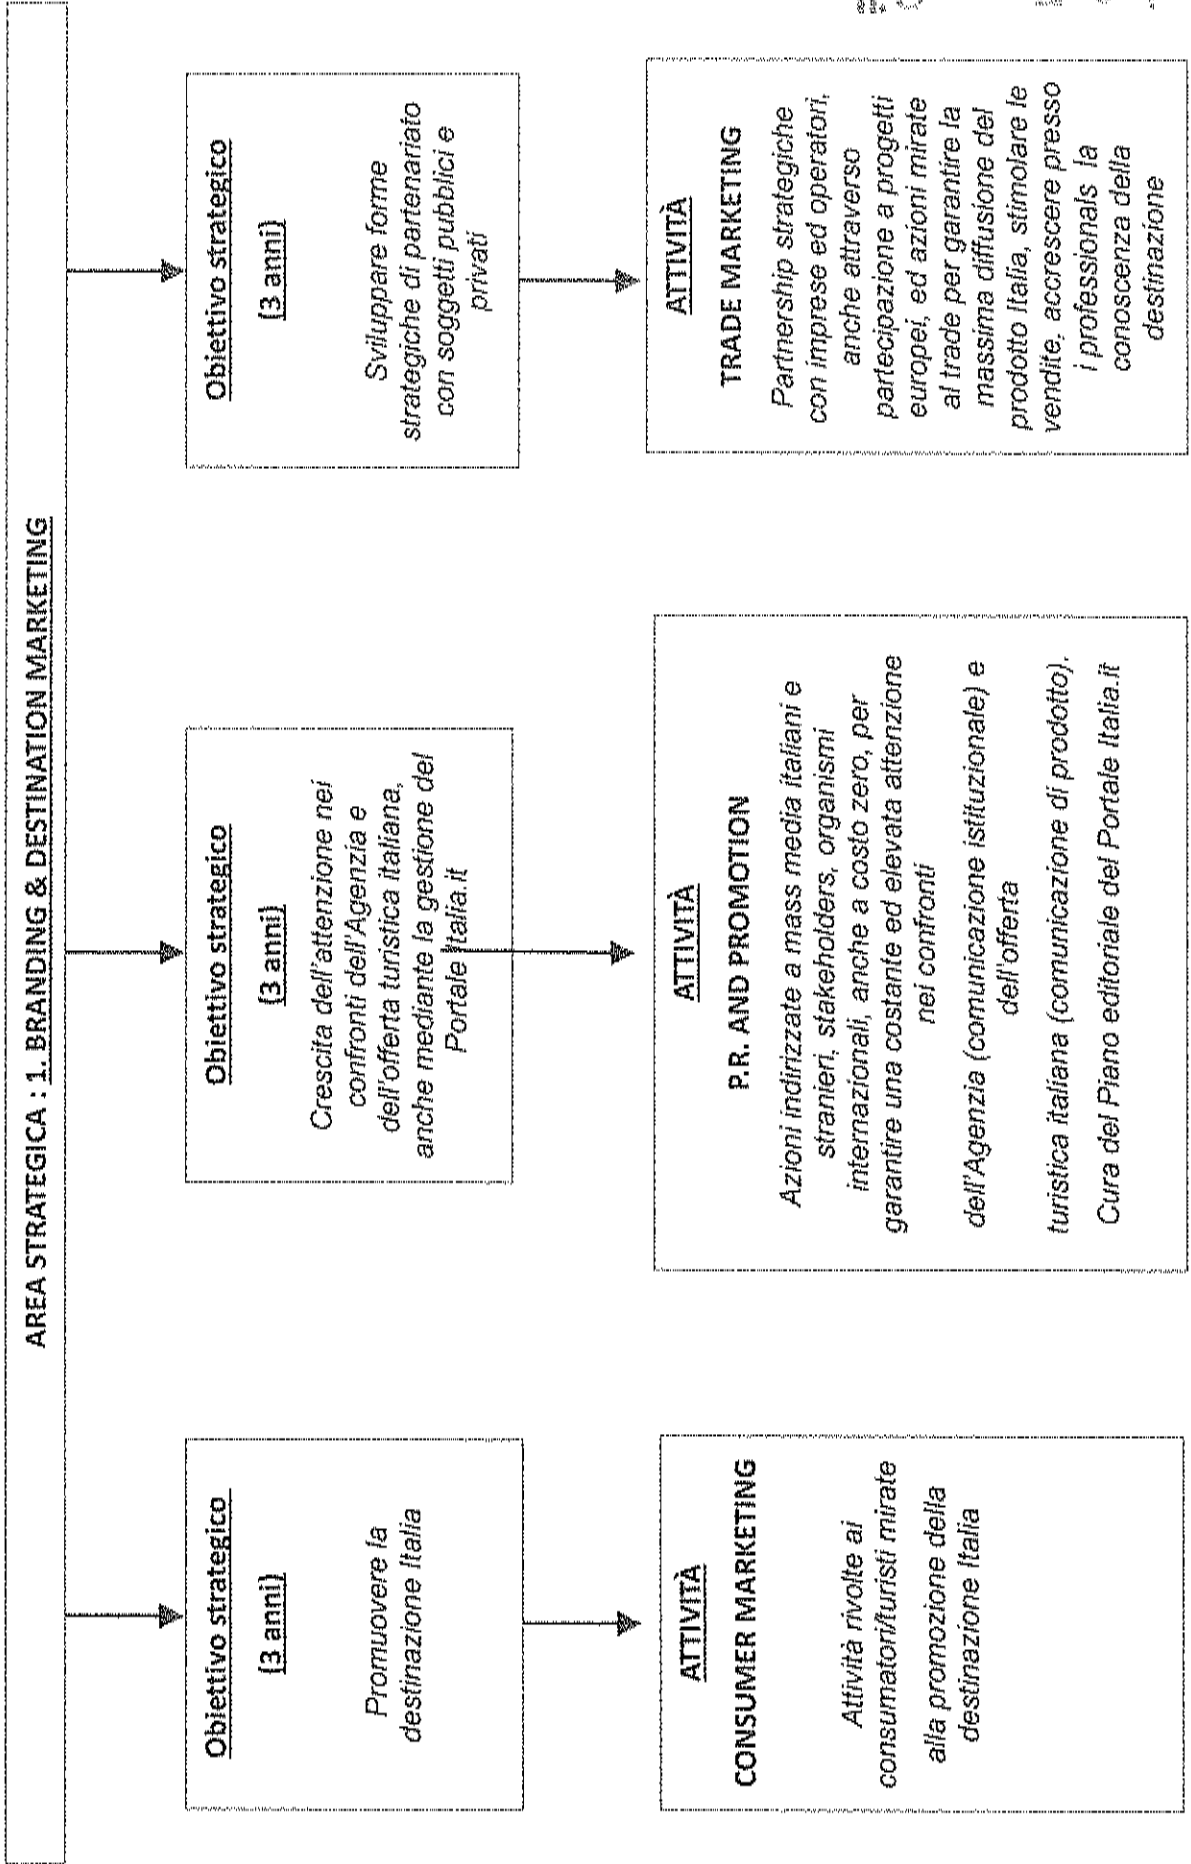 AREA STRATEGICA : 1. BRANDING & DESTINATION MARKETING
Obiettivo strategico
(3 anni)
Promuovere la
destinazione Italia
ATTIVITÀ
CONSUMER MARKETING
Attività rivolte ai
consumatori/turisti mirate
alla promozione della
destinazione Italia
Obiettivo strategico
(3 anni)
Crescita dell'attenzione nei
confronti dell'Agenzia e
dell'offerta turistica italiana,
anche mediante la gestione del
Portale Italia.it
ATTIVITÀ
P.R. AND PROMOTION
Azioni indirizzate a mass media italiani e
stranieri, stakeholders, organismi
internazionali, anche a costo zero, per
garantire una costante ed elevata attenzione
nei confronti
dell'Agenzia (comunicazione istituzionale) e
dell'offerta
turistica italiana (comunicazione di prodotto).
Cura del Piano editoriale del Portale Italia.it
Obiettivo strategico
(3 anni)
Sviluppare forme
strategiche di partenariato
con soggetti pubblici e
privati
ATTIVITÀ
TRADE MARKETING
Partnership strategiche
con imprese ed operatori,
anche attraverso
partecipazione a progetti
europei, ed azioni mirate
al trade per garantire la
massima diffusione del
prodotto Italia, stimolare le
vendite, accrescere presso
i professionals la
conoscenza della
destinazione